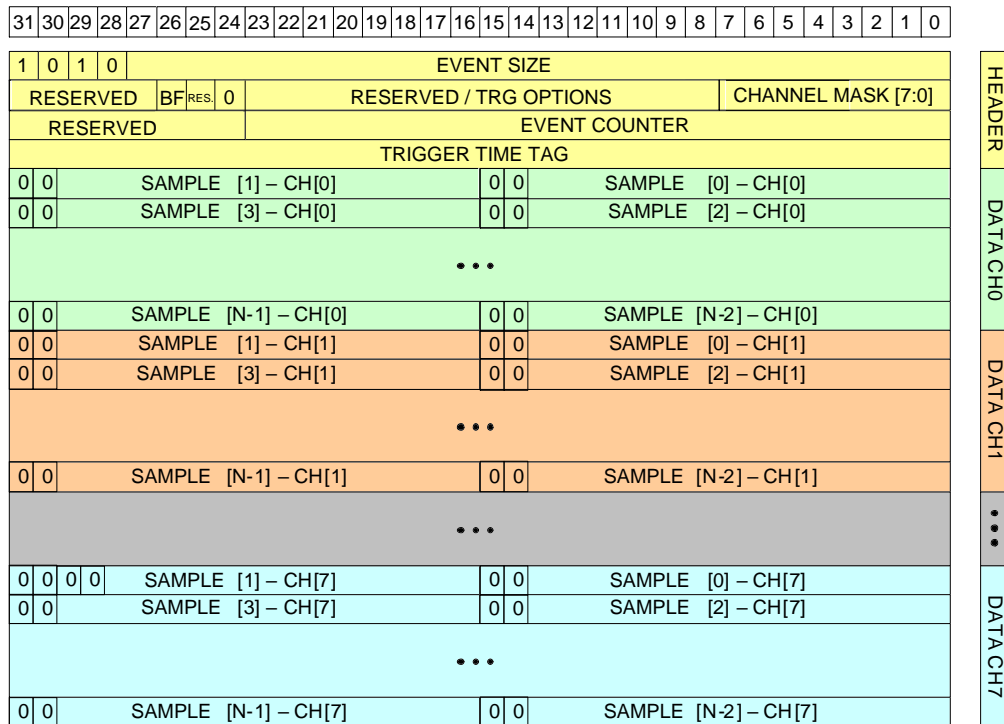 31 30 29 28 27 26 25 24 23 22 21 20 19 18 17 16 15 14 13 12 11 10 9 8 7 6 5 4 3 2 1 0
1 0 1 0 EVENT SIZE
RESERVED BF RES. 0 RESERVED / TRG OPTIONS CHANNEL MASK [7:0]
RESERVED EVENT COUNTER
TRIGGER TIME TAG
HEADER
0 0 SAMPLE [1] – CH[0] 0 0 SAMPLE [0] – CH[0]
0 0 SAMPLE [3] – CH[0] 0 0 SAMPLE [2] – CH[0]
• • •
0 0 SAMPLE [N-1] – CH[0] 0 0 SAMPLE [N-2] – CH[0]
DATA CH0
0 0 SAMPLE [1] – CH[1] 0 0 SAMPLE [0] – CH[1]
0 0 SAMPLE [3] – CH[1] 0 0 SAMPLE [2] – CH[1]
• • •
0 0 SAMPLE [N-1] – CH[1] 0 0 SAMPLE [N-2] – CH[1]
DATA CH1
• • •
• • •
0 0 0 0 SAMPLE [1] – CH[7] 0 0 SAMPLE [0] – CH[7]
0 0 SAMPLE [3] – CH[7] 0 0 SAMPLE [2] – CH[7]
• • •
0 0 SAMPLE [N-1] – CH[7] 0 0 SAMPLE [N-2] – CH[7]
DATA CH7